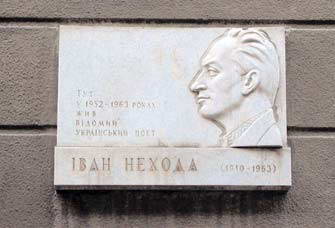 ТУТ
У 1952-1963 РОКАХ
ЖИВ
ВІДОМИЙ
УКРАЇНСЬКИЙ ПОЕТ
ІВАН НЕХОДА (1910-1963)